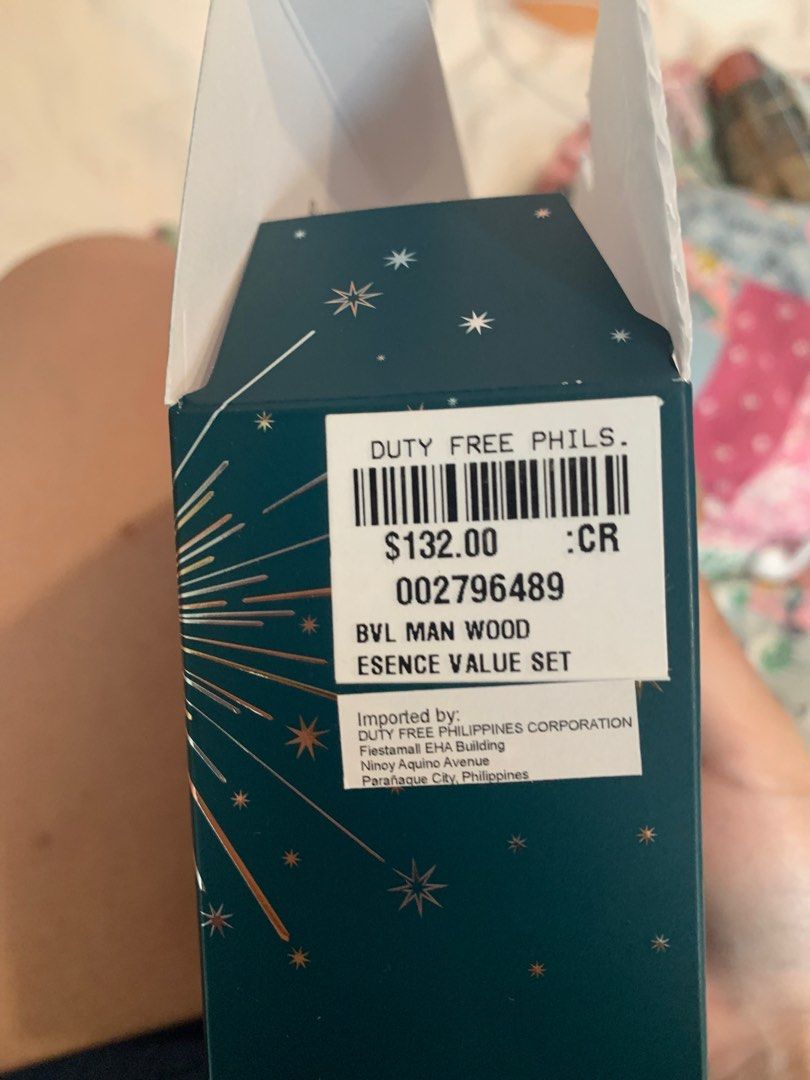 DUTY FREE PHILS.
$132.00 :CR
002796489
BVL MAN WOOD
ESENCE VALUE SET
Imported by:
DUTY FREE PHILIPPINES CORPORATION
Fiestamall EHA Building
Ninoy Aquino Avenue
Parañaque City, Philippines